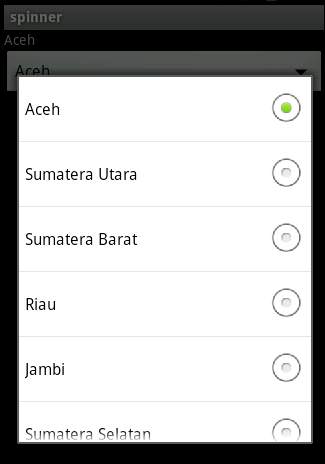 spinner
Aceh
Aceh
Aceh
Sumatera Utara
Sumatera Barat
Riau
Jambi
Sumatera Selatan